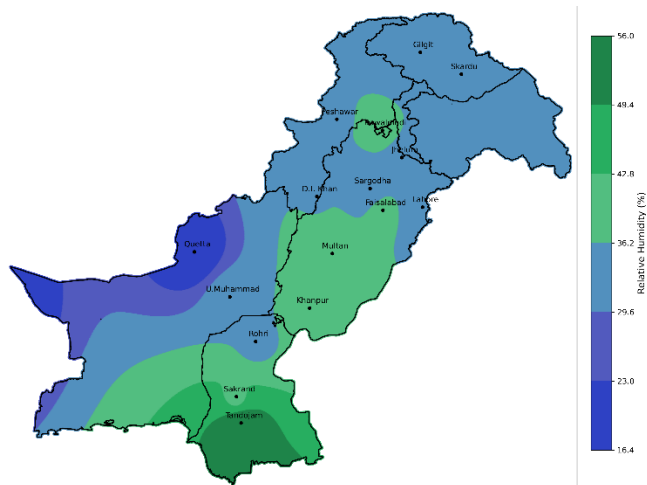 Gilgit
Skardu
Peshawar
Rawalpindi
Jhelum
Sargodha
D.I. Khan
Lahore
Faisalabad
Quetta
Multan
U.Muhammad
Khanpur
Rohri
Sakrand
Tandojam
56.0
49.4
42.8
36.2
29.6
23.0
16.4
Relative Humidity (%)